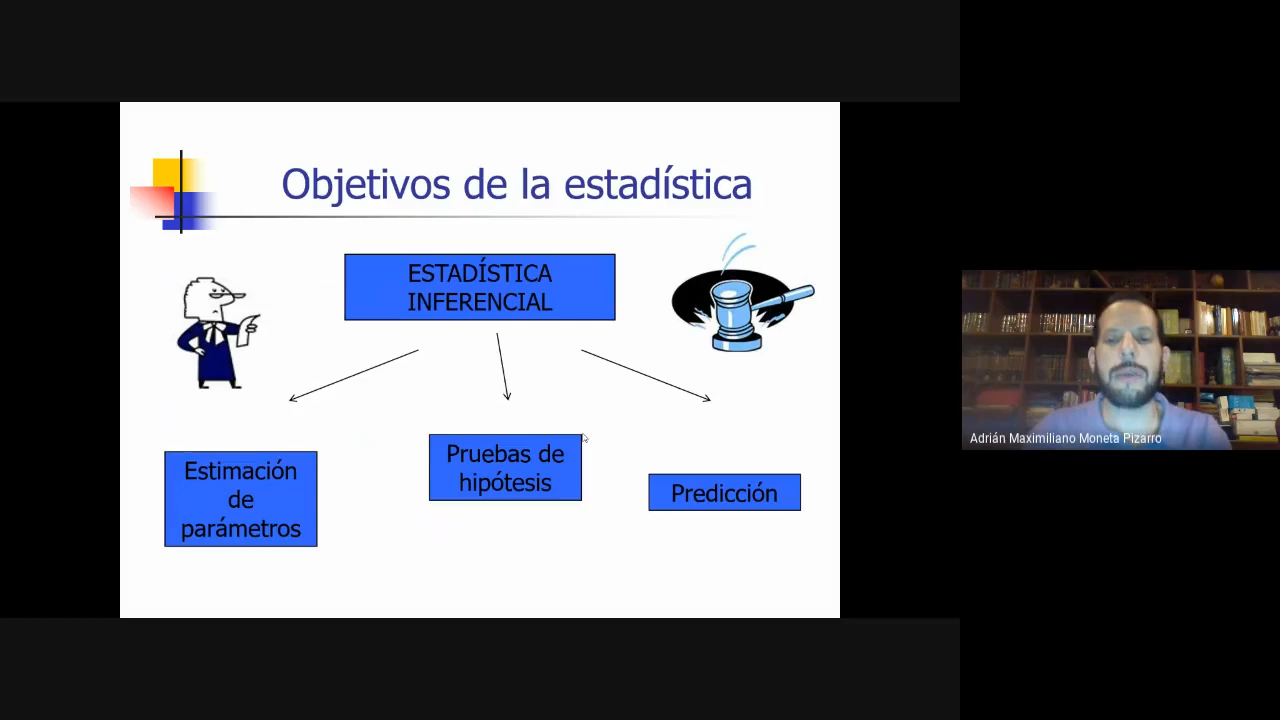 Objetivos de la estadística
ESTADÍSTICA
INFERENCIAL
Estimación
de
parámetros
Pruebas de
hipótesis
Predicción
Adrián Maximiliano Moneta Pizarro